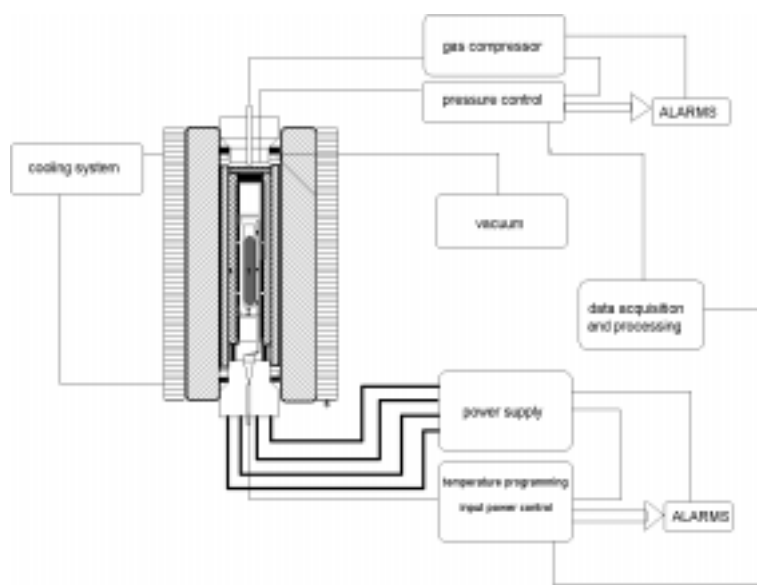 gas compressor
pressure control
ALARMS
cooling system
vacuum
data acquisition
and processing
power supply
temperature programming
input power control
ALARMS